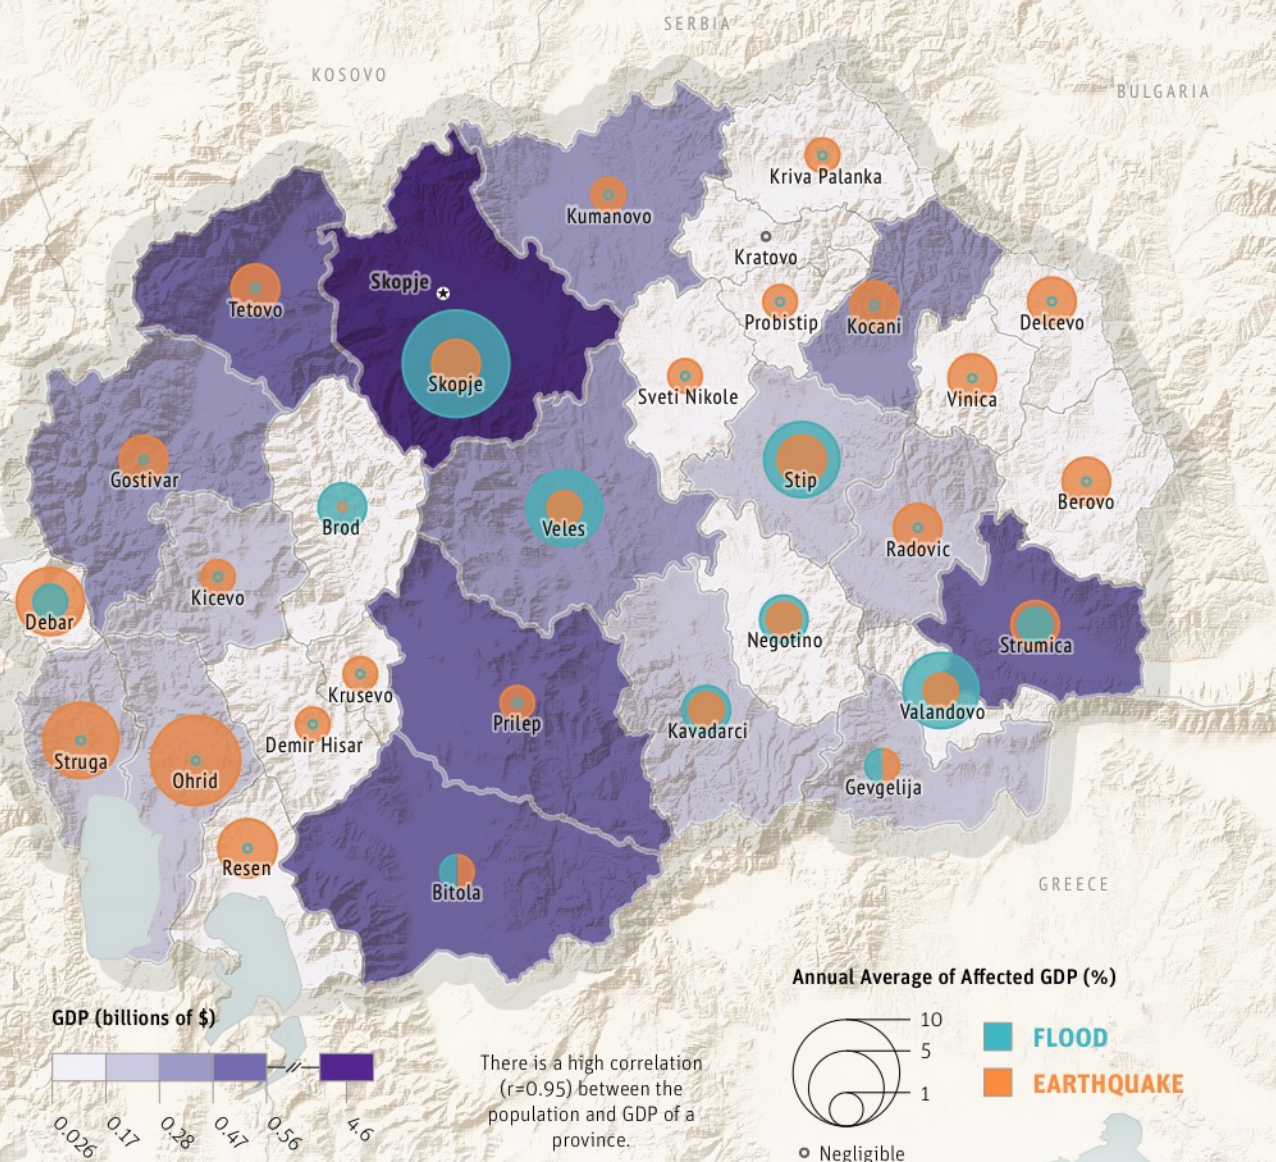 SERBIA
KOSOVO
BULGARIA
Kriva Palanka
Kumanovo
Kratovo
Skopje
Tetovo
Probistip
Kocani
Delcevo
Skopje
Sveti Nikole
Vinica
Gostivar
Stip
Berovo
Brod
Veles
Radovic
Kicevo
Debar
Negotino
Strumica
Krusevo
Valandovo
Prilep
Kavadarci
Demir Hisar
Struga
Ohrid
Gevgelija
Resen
Bitola
GREECE
GDP (billions of $)
0.026
0.17
0.28
0.47
0.56
4.6
There is a high correlation
(r=0.95) between the
population and GDP of a
province.
Annual Average of Affected GDP (%)
10
5
1
Negligible
FLOOD
EARTHQUAKE